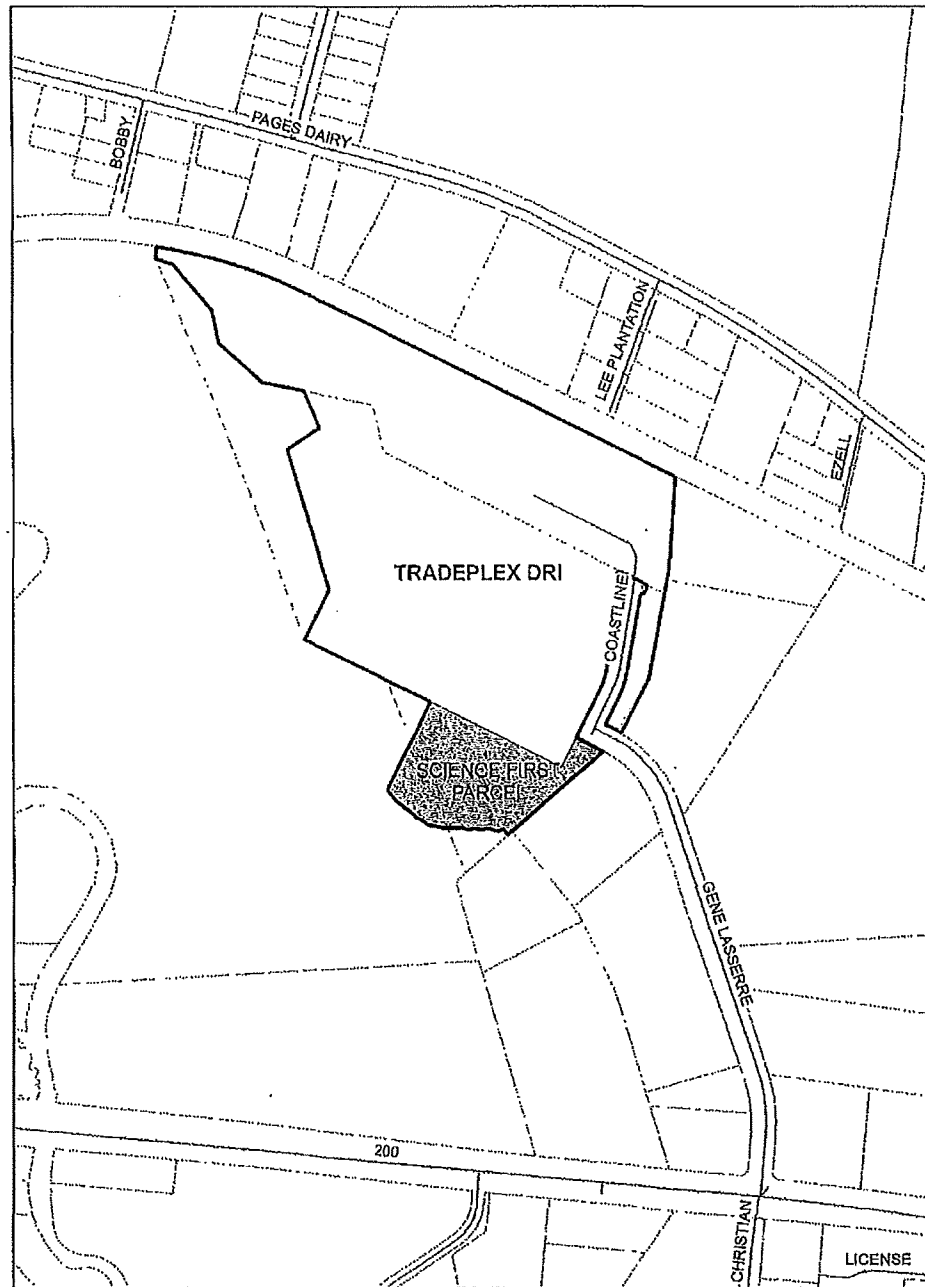 PAGES DAIRY
BOBBY
LEE PLANTATION
EZELL
TRADEPLEX DRI
COASTLINE
SCIENCE FIRST
PARCEL
GENE LASSERRE
200
CHRISTIAN
LICENSE